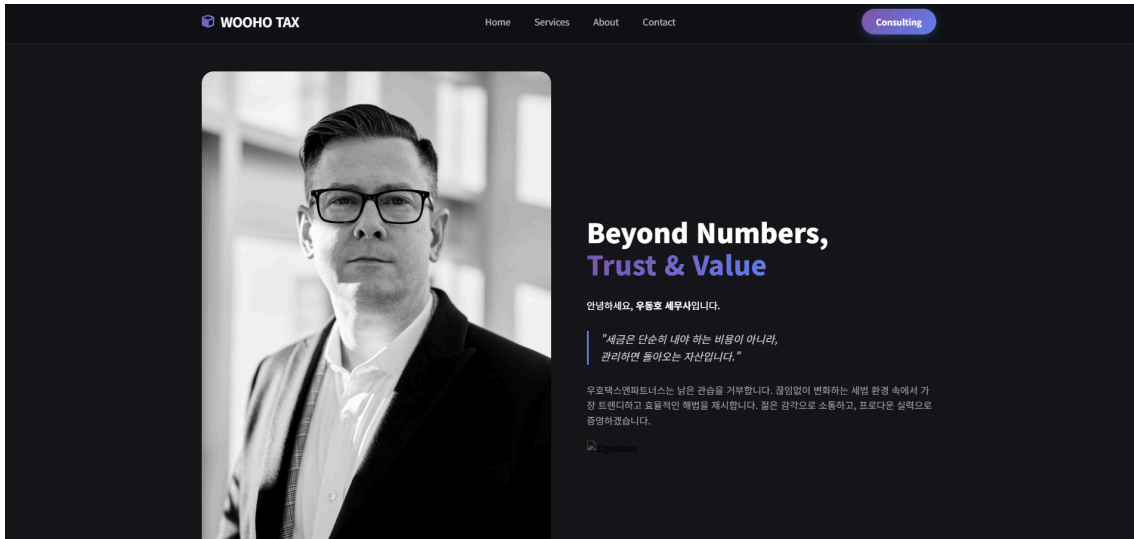 WOOHO TAX
Home
Services
About
Contact
Consulting
Beyond Numbers,
Trust & Value
안녕하세요, 우동호 세무사입니다.
"세금은 단순히 내야 하는 비용이 아니라,
관리하면 돌아오는 자산입니다."
우호택스앤파트너스는 낡은 관습을 거부합니다. 끊임없이 변화하는 세법 환경 속에서 가
장 트렌디하고 효율적인 해법을 제시합니다. 젊은 감각으로 소통하고, 프로다운 실력으로
증명하겠습니다.
Signature